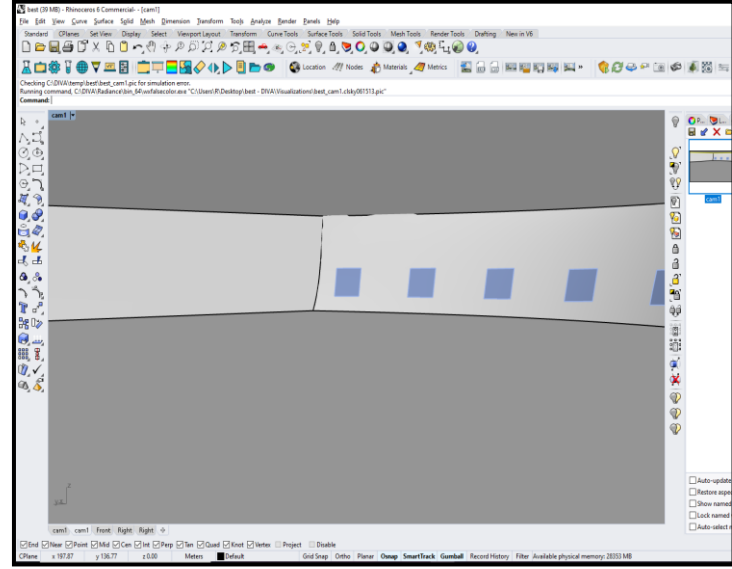 best (39 MB) - Rhinoceros 6 Commercial - [cam1]
File Edit View Curve Surface Solid Mesh Dimension Transform Tools Analyze Render Panels Help
Standard CPlanes Set View Display Select Viewport Layout Transform Curve Tools Surface Tools Solid Tools Mesh Tools Render Tools Drafting New in V6
Location Nodes Materials Metrics
Checking C:\DIVA\temp\best\best_cam1.pic for simulation error.
Running command, C:\DIVA\Radiance\bin_64\wxfalsecolor.exe "C:\Users\R\Desktop\best - DIVA\Visualizations\best_cam1.clsky061513.pic"
Command:
cam1
cam1
z
cam1 cam1 Front Right Right
End Near Point Mid Cen Int Perp Tan Quad Knot Vertex Project Disable
CPlane x 197.87 y 136.77 z 0.00 Meters Default Grid Snap Ortho Planar Osnap SmartTrack Gumball Record History Filter Available physical memory: 28353 MB
Auto-update
Restore aspe
Show named
Lock named
Auto-select